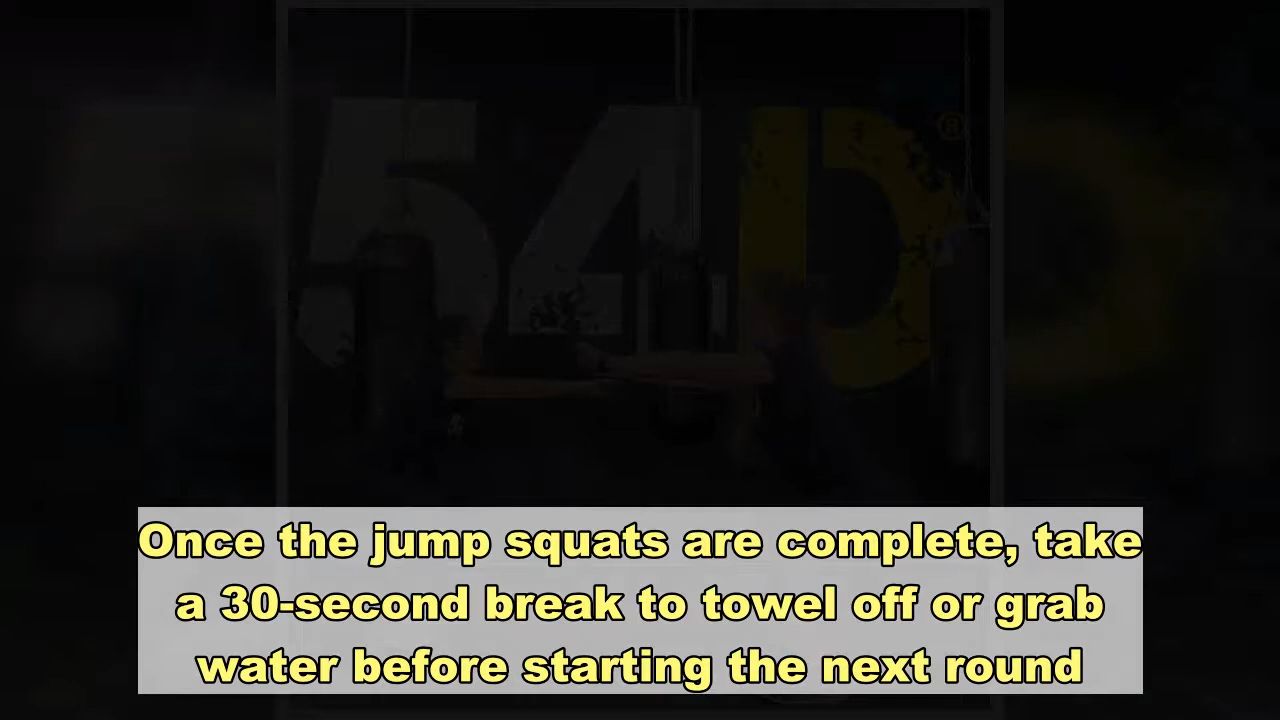 54D®
Once the jump squats are complete, take
a 30-second break to towel off or grab
water before starting the next round